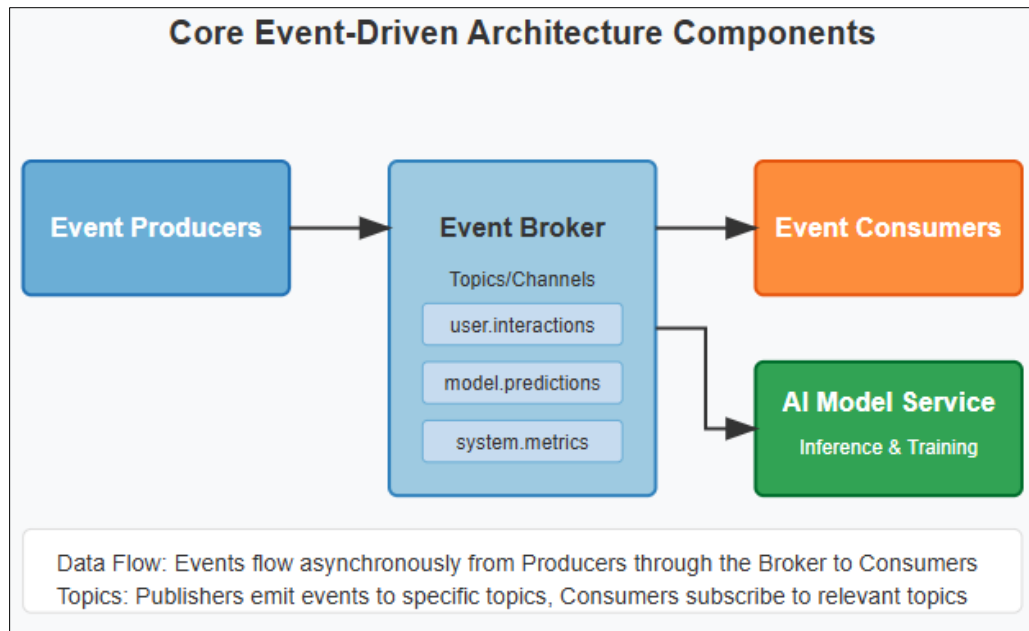 Core Event-Driven Architecture Components
Event Producers
Event Broker
Topics/Channels
user.interactions
model.predictions
system.metrics
Event Consumers
AI Model Service
Inference & Training
Data Flow: Events flow asynchronously from Producers through the Broker to Consumers
Topics: Publishers emit events to specific topics, Consumers subscribe to relevant topics